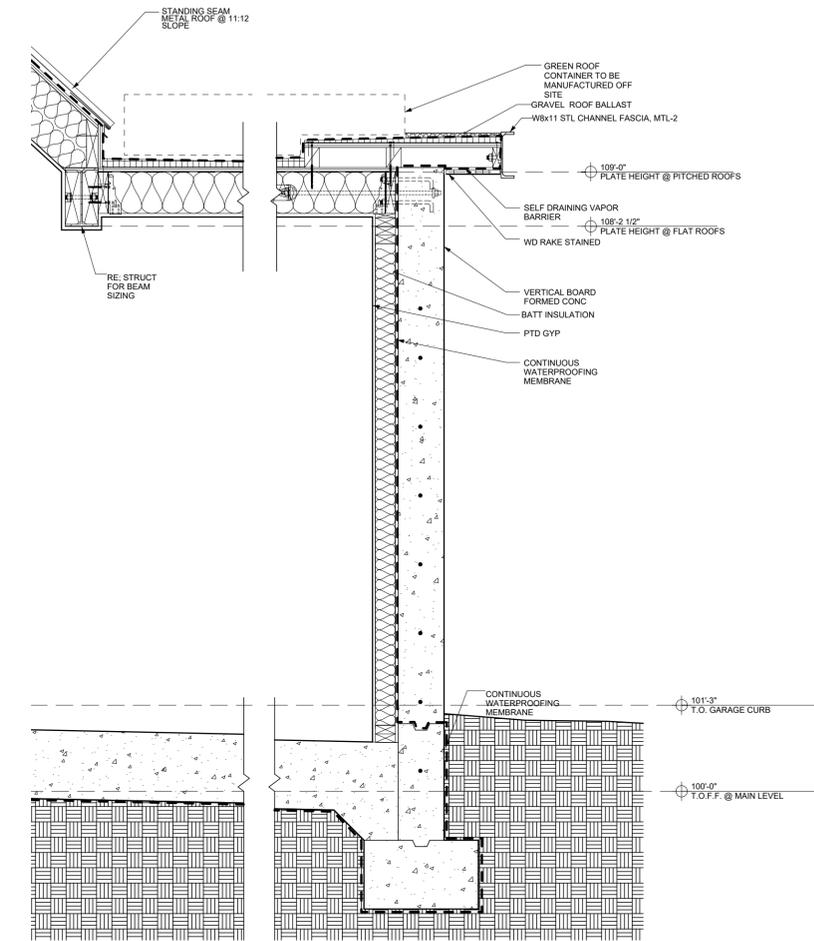 STANDING SEAM
METAL ROOF @ 11:12
SLOPE
GREEN ROOF
CONTAINER TO BE
MANUFACTURED OFF
SITE
GRAVEL ROOF BALLAST
W8x11 STL CHANNEL FASCIA, MTL-2
109'-0"
PLATE HEIGHT @ PITCHED ROOFS
SELF DRAINING VAPOR
BARRIER
108'-2 1/2"
PLATE HEIGHT @ FLAT ROOFS
WD RAKE STAINED
RE; STRUCT
FOR BEAM
SIZING
VERTICAL BOARD
FORMED CONC
BATT INSULATION
PTD GYP
CONTINUOUS
WATERPROOFING
MEMBRANE
CONTINUOUS
WATERPROOFING
MEMBRANE
101'-3"
T.O. GARAGE CURB
100'-0"
T.O.F.F. @ MAIN LEVEL